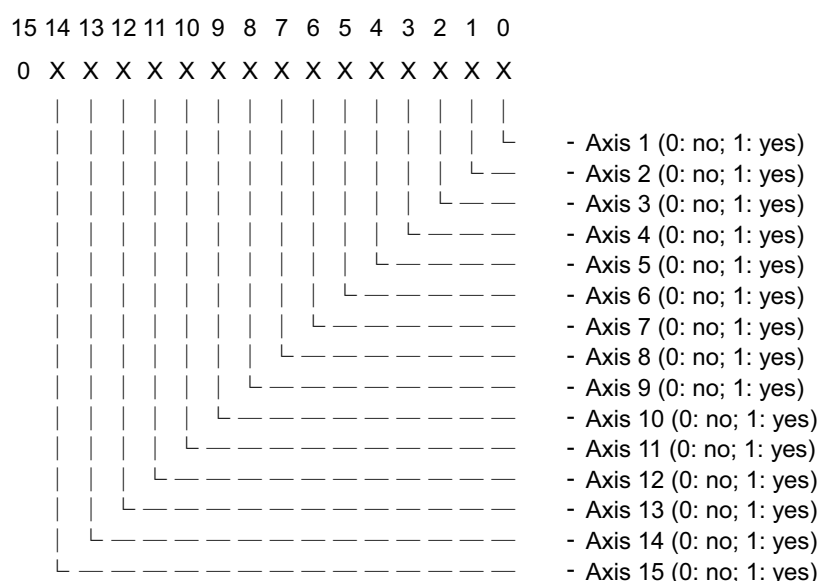 15 14 13 12 11 10 9 8 7 6 5 4 3 2 1 0
0 X X X X X X X X X X X X X X X
- Axis 1 (0: no; 1: yes)
- Axis 2 (0: no; 1: yes)
- Axis 3 (0: no; 1: yes)
- Axis 4 (0: no; 1: yes)
- Axis 5 (0: no; 1: yes)
- Axis 6 (0: no; 1: yes)
- Axis 7 (0: no; 1: yes)
- Axis 8 (0: no; 1: yes)
- Axis 9 (0: no; 1: yes)
- Axis 10 (0: no; 1: yes)
- Axis 11 (0: no; 1: yes)
- Axis 12 (0: no; 1: yes)
- Axis 13 (0: no; 1: yes)
- Axis 14 (0: no; 1: yes)
- Axis 15 (0: no; 1: yes)